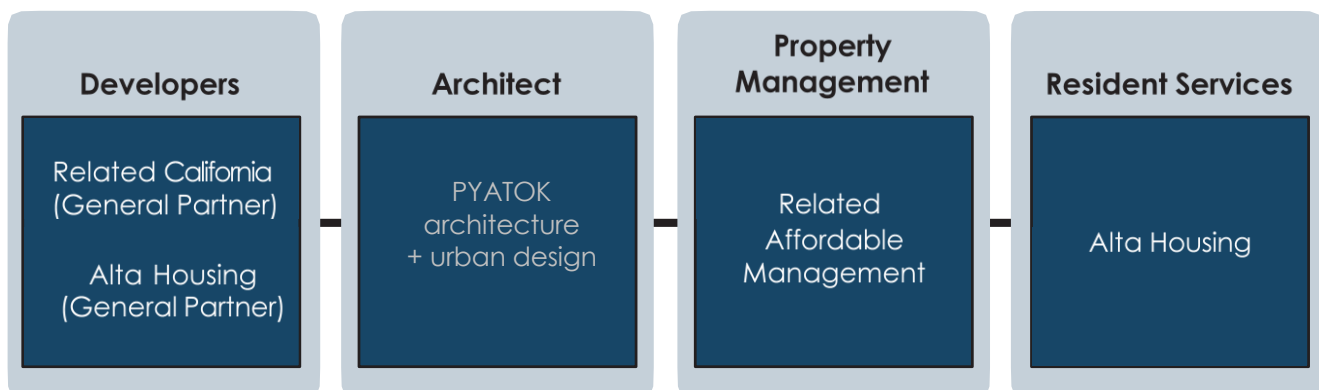 Developers
Related California
(General Partner)
Alta Housing
(General Partner)
Architect
PYATOK
architecture
+ urban design
Property
Management
Related
Affordable
Management
Resident Services
Alta Housing